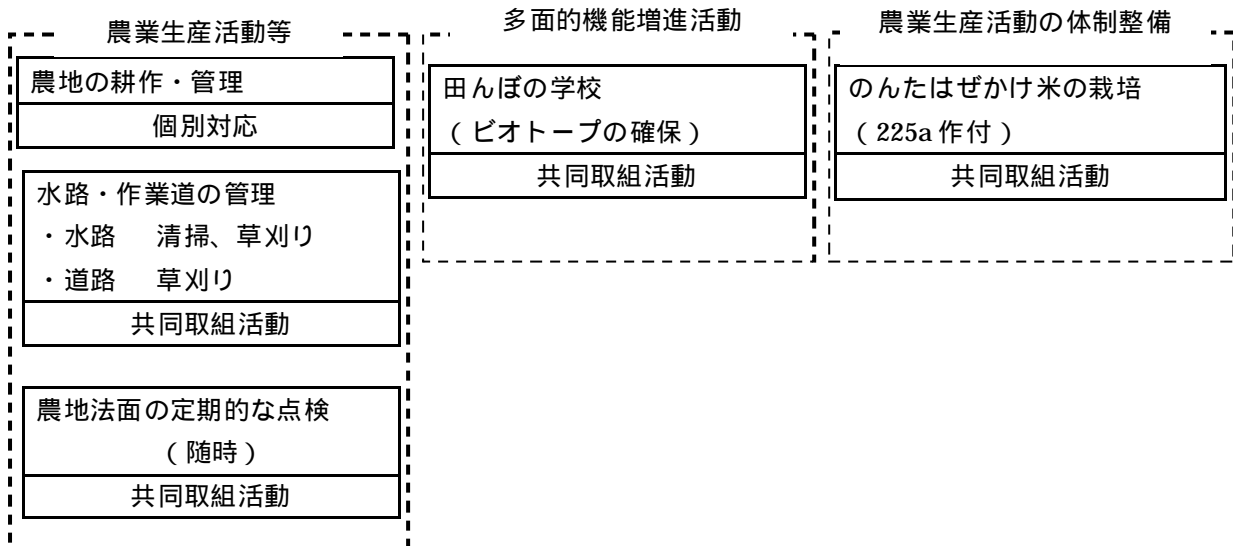 農業生産活動等
農地の耕作・管理
個別対応
水路・作業道の管理
・水路　清掃、草刈り
・道路　草刈り
共同取組活動
農地法面の定期的な点検
（随時）
共同取組活動
多面的機能増進活動
田んぼの学校
（ビオトープの確保）
共同取組活動
農業生産活動の体制整備
のんたはぜかけ米の栽培
（225a作付）
共同取組活動